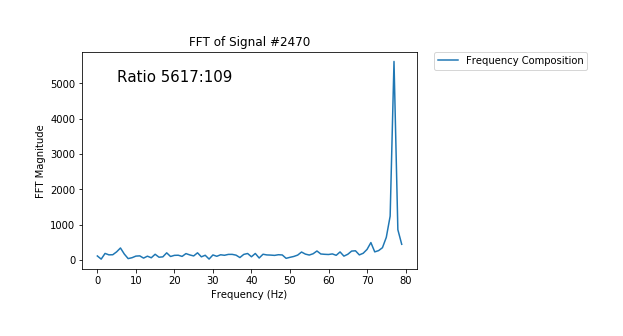 FFT of Signal #2470
Frequency Composition
Ratio 5617:109
FFT Magnitude
5000
4000
3000
2000
1000
0
0 10 20 30 40 50 60 70 80
Frequency (Hz)